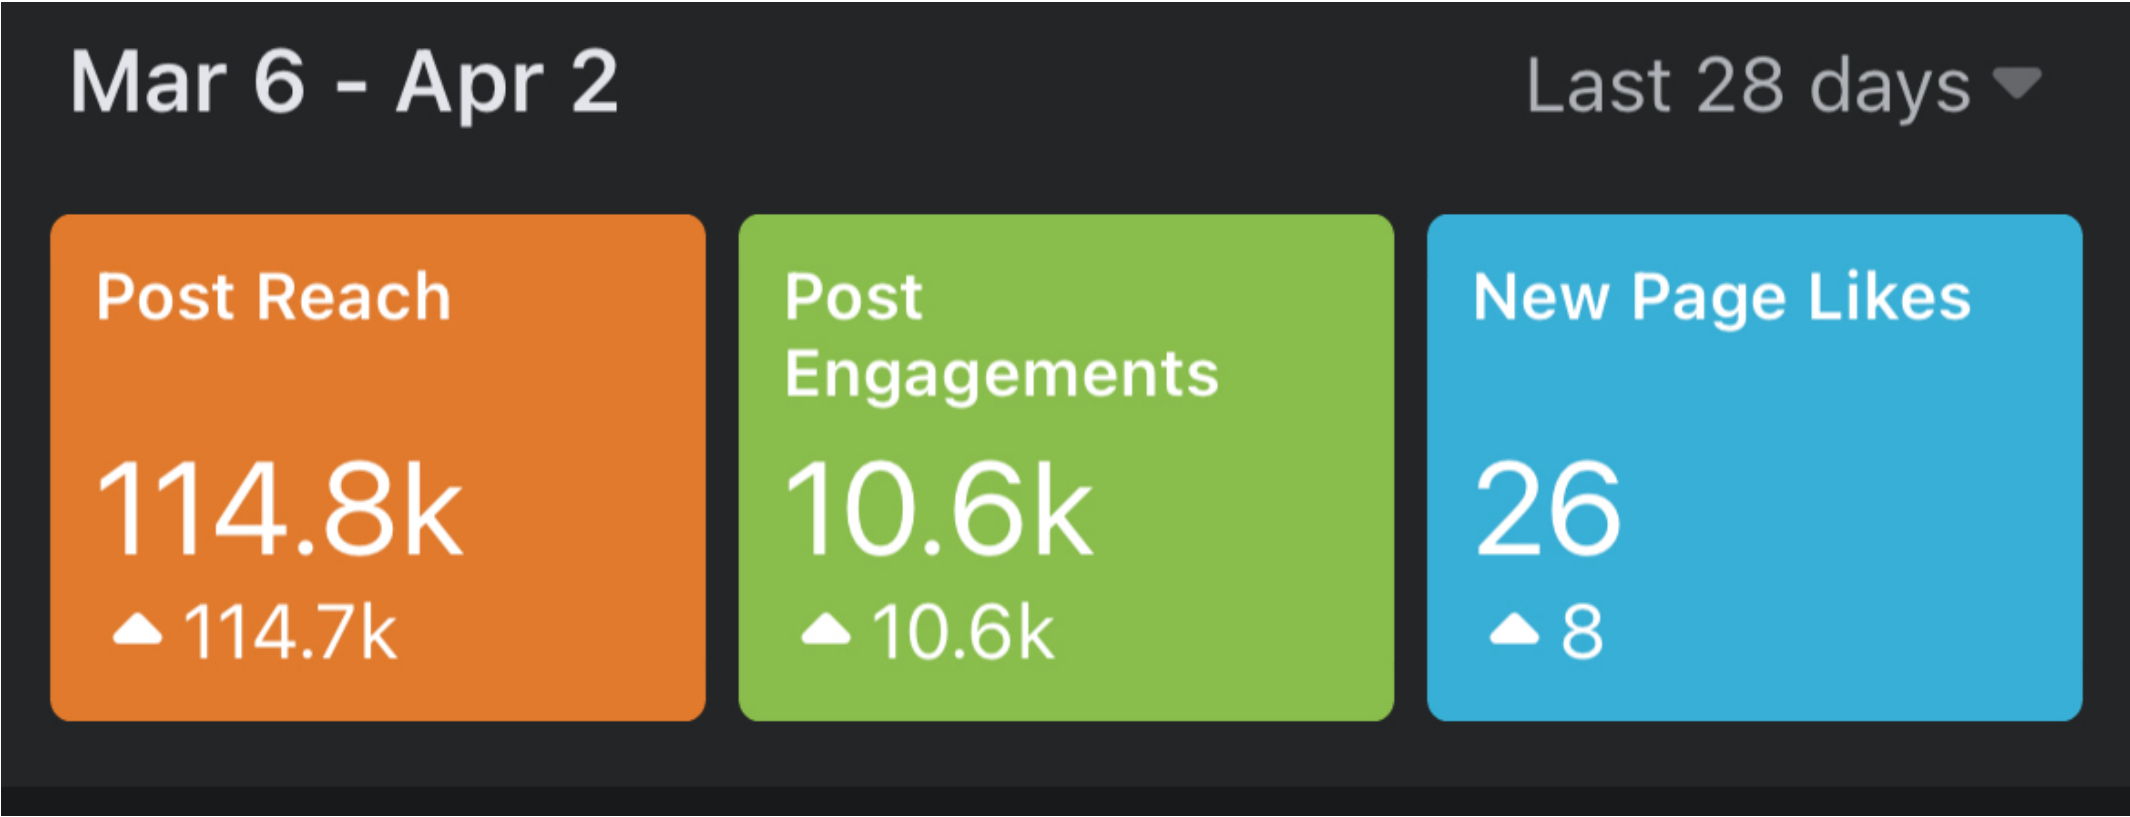 Mar 6 - Apr 2
Last 28 days
Post Reach
114.8k
114.7k
Post
Engagements
10.6k
10.6k
New Page Likes
26
8